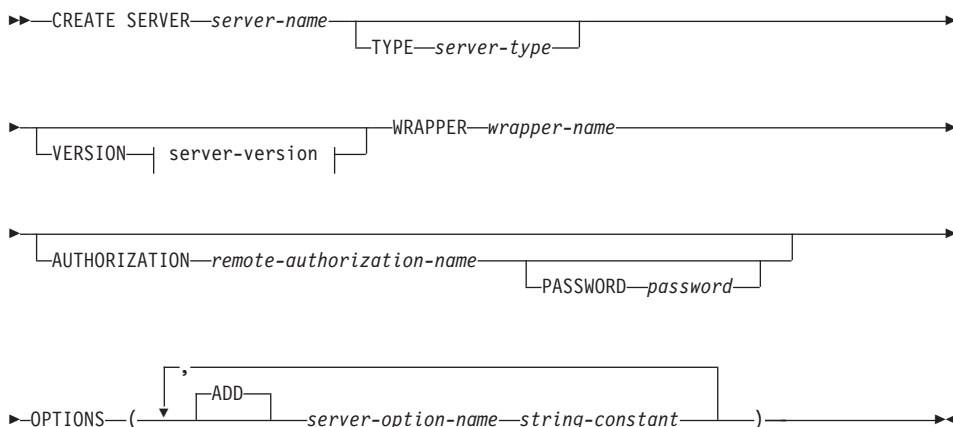 CREATE SERVER server-name
TYPE server-type
WRAPPER wrapper-name
VERSION server-version
AUTHORIZATION remote-authorization-name
PASSWORD password
,
ADD
OPTIONS ( server-option-name string-constant )